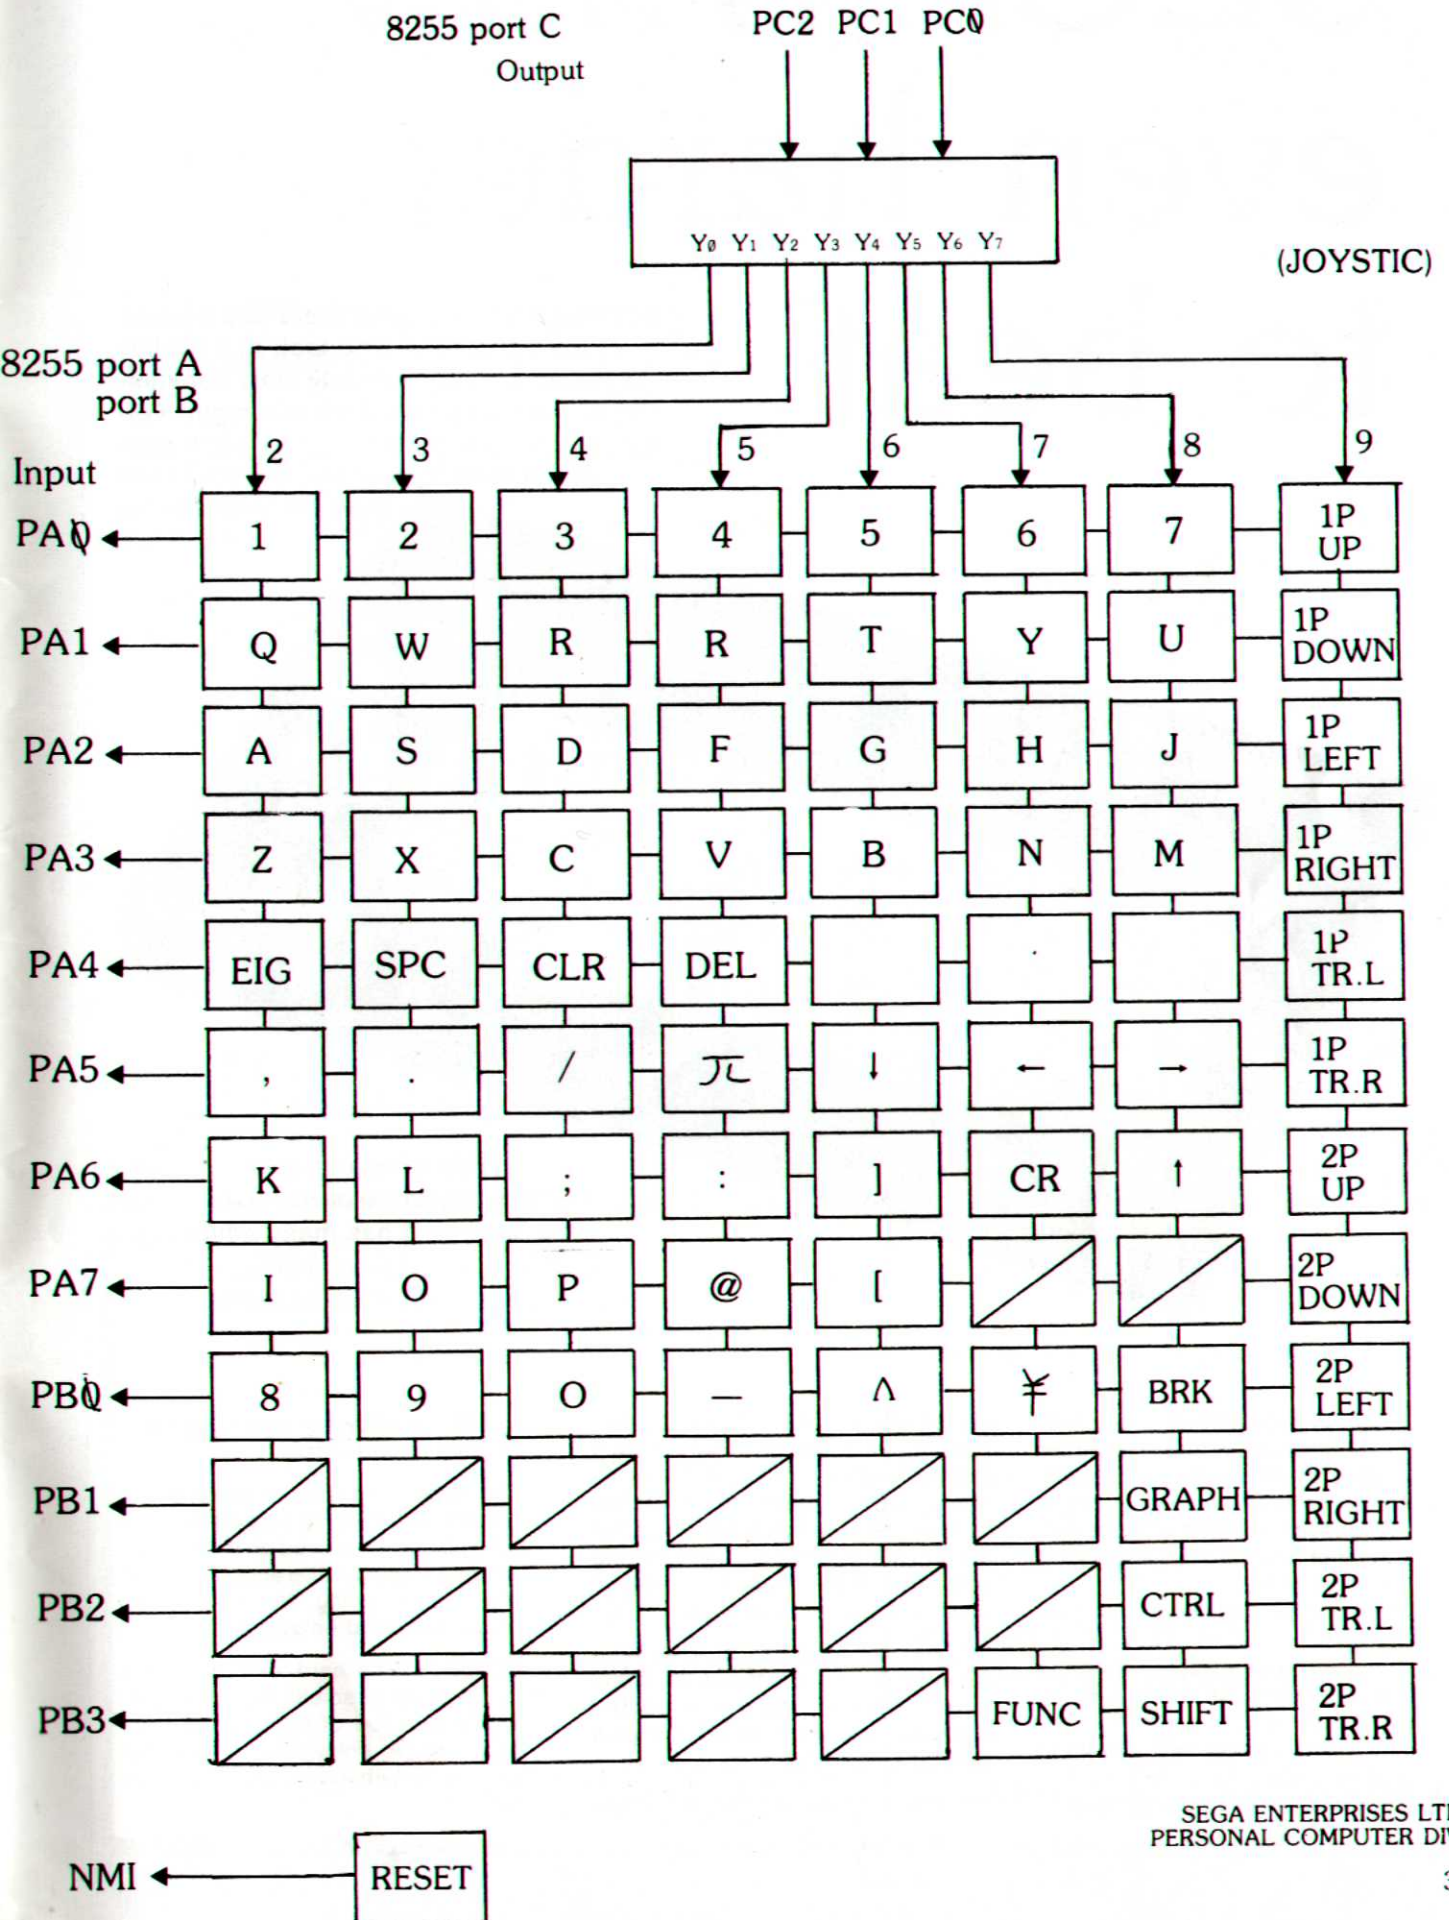 8255 port C PC2 PC1 PC0
Output
Y0 Y1 Y2 Y3 Y4 Y5 Y6 Y7
(JOYSTIC)
8255 port A
port B
2 3 4 5 6 7 8 9
Input
PA0 1 2 3 4 5 6 7 1P UP
PA1 Q W R R T Y U 1P DOWN
PA2 A S D F G H J 1P LEFT
PA3 Z X C V B N M 1P RIGHT
PA4 EIG SPC CLR DEL 1P TR.L
PA5 , . / π ↓ ← → 1P TR.R
PA6 K L ; : ] CR ↑ 2P UP
PA7 I O P @ [ 2P DOWN
PB0 8 9 O — Λ ¥ BRK 2P LEFT
PB1 GRAPH 2P RIGHT
PB2 CTRL 2P TR.L
PB3 FUNC SHIFT 2P TR.R
SEGA ENTERPRISES
PERSONAL COMPUTER
NMI RESET